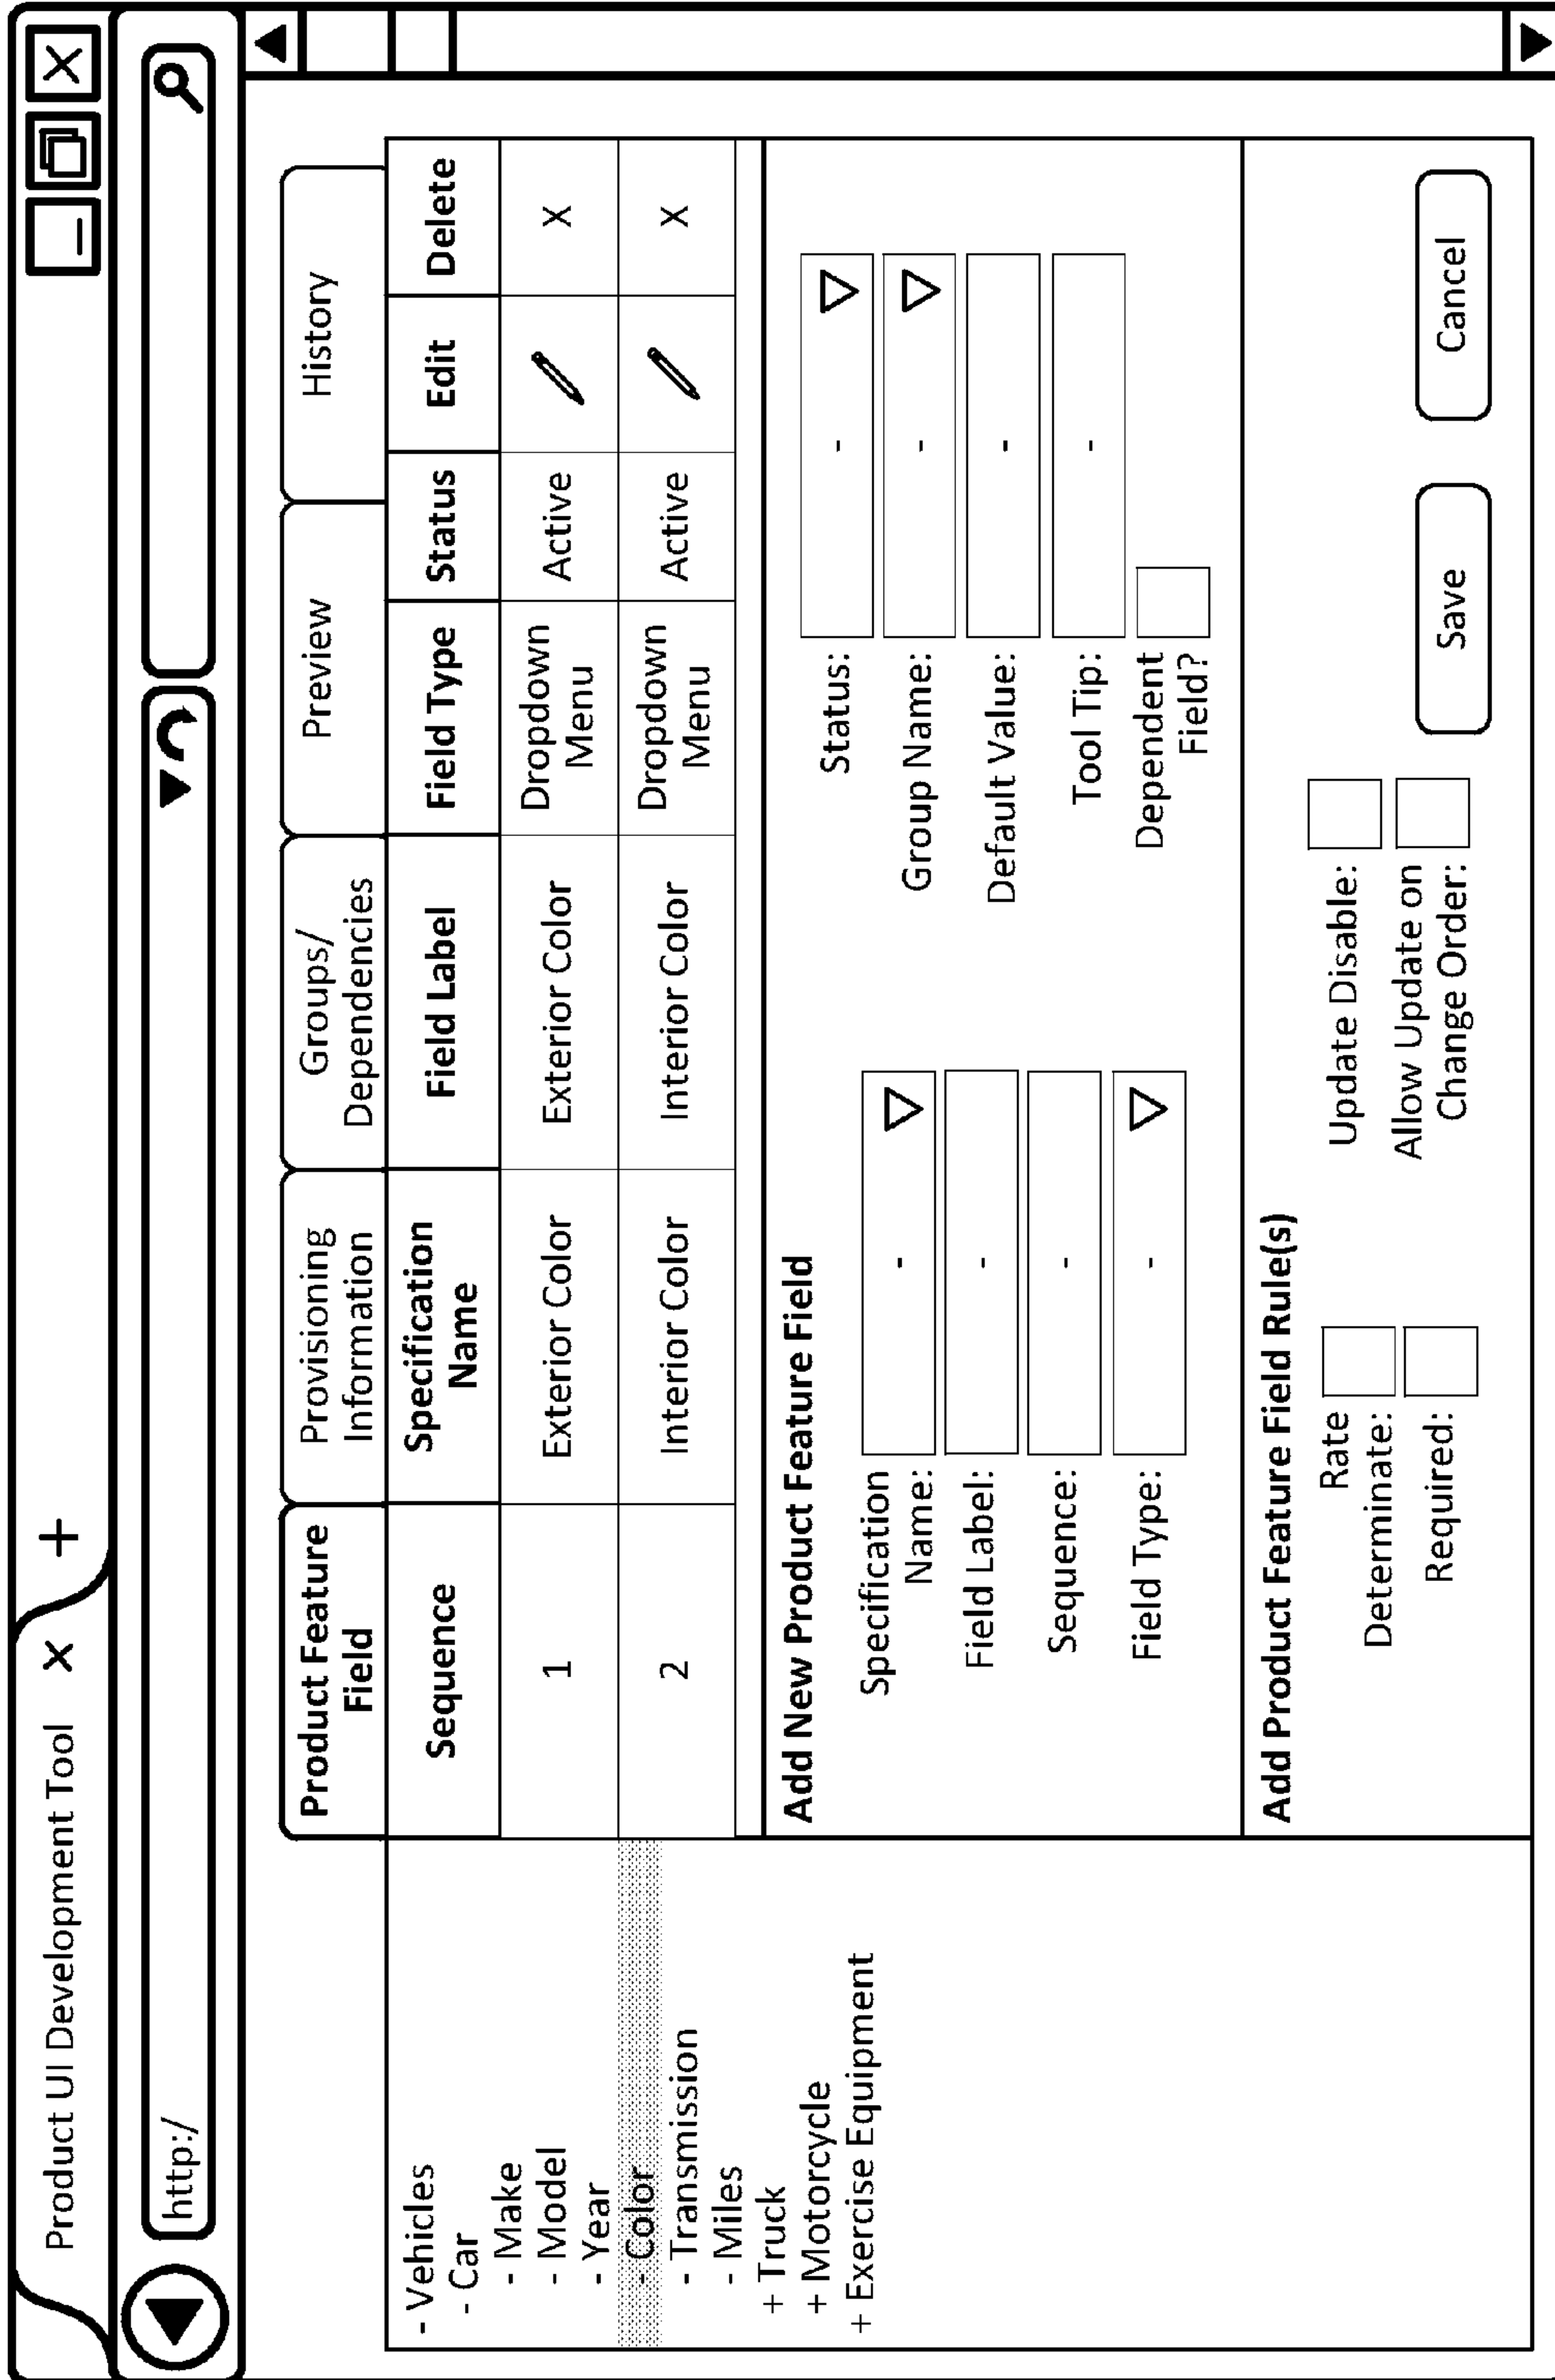 Product UI Development Tool x +
http:/
- Vehicles
- Car
- Make
- Model
- Year
- Color
- Transmission
- Miles
+ Truck
+ Motorcycle
+ Exercise Equipment
Product Feature
Field
Provisioning
Information
Groups/
Dependencies
Preview
History
Sequence
Specification
Name
Field Label
Field Type
Status
Edit
Delete
1
Exterior Color
Exterior Color
Dropdown
Menu
Active
X
2
Interior Color
Interior Color
Dropdown
Menu
Active
X
Add New Product Feature Field
Specification
Name:
-
Field Label:
-
Sequence:
-
Field Type:
-
Status:
-
Group Name:
-
Default Value:
-
Tool Tip:
-
Dependent
Field?
Add Product Feature Field Rule(s)
Rate
Determinate:
Required:
Update Disable:
Allow Update on
Change Order:
Save
Cancel